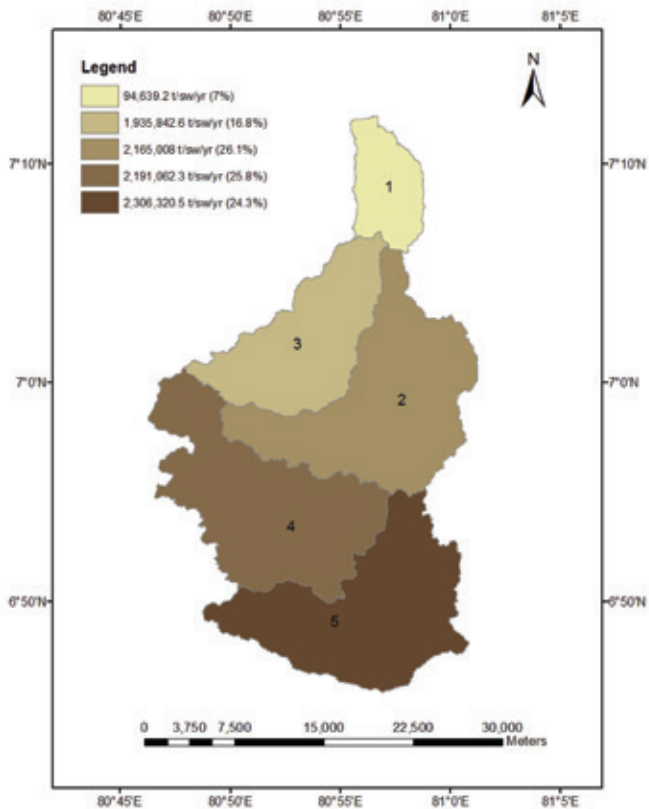 80°45'E 80°50'E 80°55'E 81°0'E 81°5'E
Legend
94,639.2 t/sw/yr (7%)
1,935,842.6 t/sw/yr (16.8%)
2,165,008 t/sw/yr (26.1%)
2,191,062.3 t/sw/yr (25.8%)
2,306,320.5 t/sw/yr (24.3%)
N
7°10'N 7°10'N
1
3
7°0'N 7°0'N
2
4
6°50'N 6°50'N
5
0 3,750 7,500 15,000 22,500 30,000
Meters
80°45'E 80°50'E 80°55'E 81°0'E 81°5'E